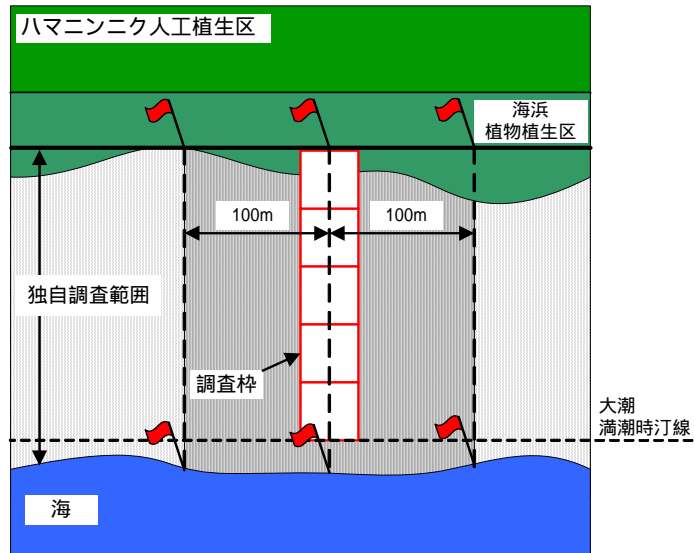 ハマニンニク人工植生区
海浜
植物植生区
100m
100m
独自調査範囲
調査枠
大潮
満潮時汀線
海